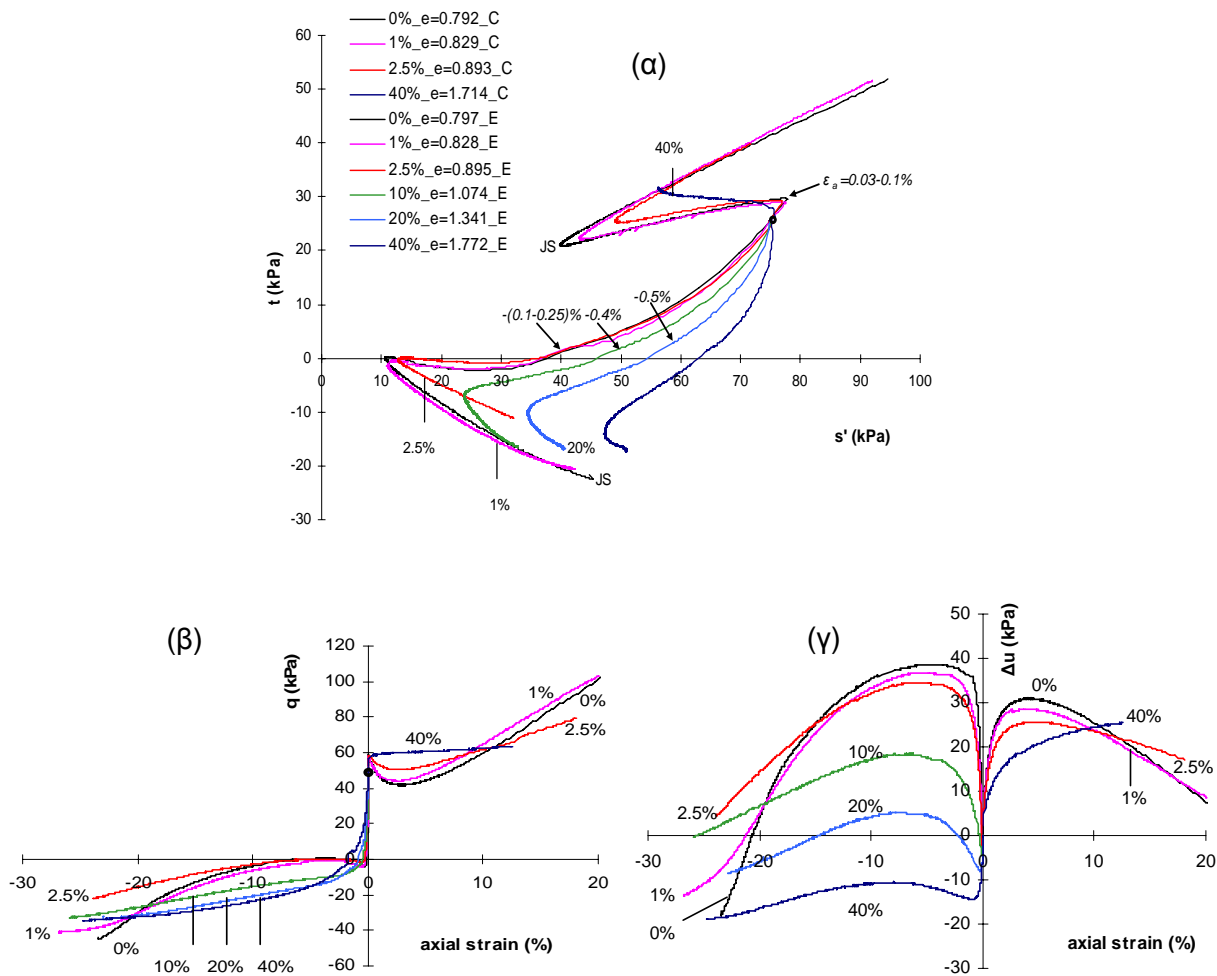 0%_e=0.792_C
1%_e=0.829_C
2.5%_e=0.893_C
40%_e=1.714_C
0%_e=0.797_E
1%_e=0.828_E
2.5%_e=0.895_E
10%_e=1.074_E
20%_e=1.341_E
40%_e=1.772_E
(α)
t (kPa)
60
50
40
30
20
10
0
-10
-20
-30
0 10 20 30 40 50 60 70 80 90 100
s' (kPa)
40%
ε a =0.03-0.1%
JS
-(0.1-0.25)% -0.4%
-0.5%
2.5%
1%
20%
JS
(β)
q (kPa)
120
100
80
60
40
20
0
-20
-40
-60
-30 -20 -10 0 10 20
axial strain (%)
1%
0%
2.5%
40%
2.5%
1%
0%
10% 20% 40%
(γ)
Δu (kPa)
50
40
30
20
10
0
-10
-20
-30
-30 -20 -10 0 10 20
axial strain (%)
0%
40%
2.5%
1%
10%
2.5%
20%
1%
0%
40%